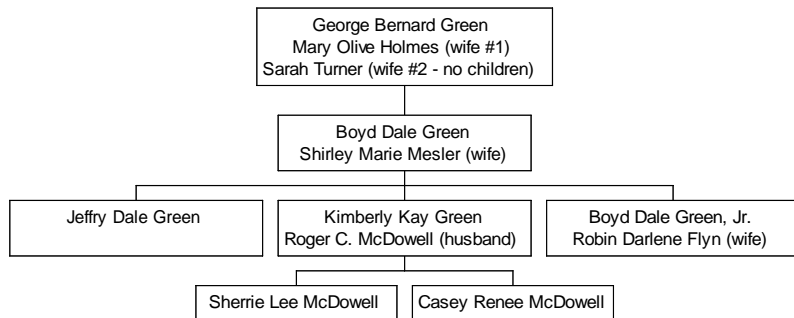 George Bernard Green
Mary Olive Holmes (wife #1)
Sarah Turner (wife #2 - no children)
Boyd Dale Green
Shirley Marie Mesler (wife)
Jeffry Dale Green
Kimberly Kay Green
Roger C. McDowell (husband)
Boyd Dale Green, Jr.
Robin Darlene Flyn (wife)
Sherrie Lee McDowell
Casey Renee McDowell